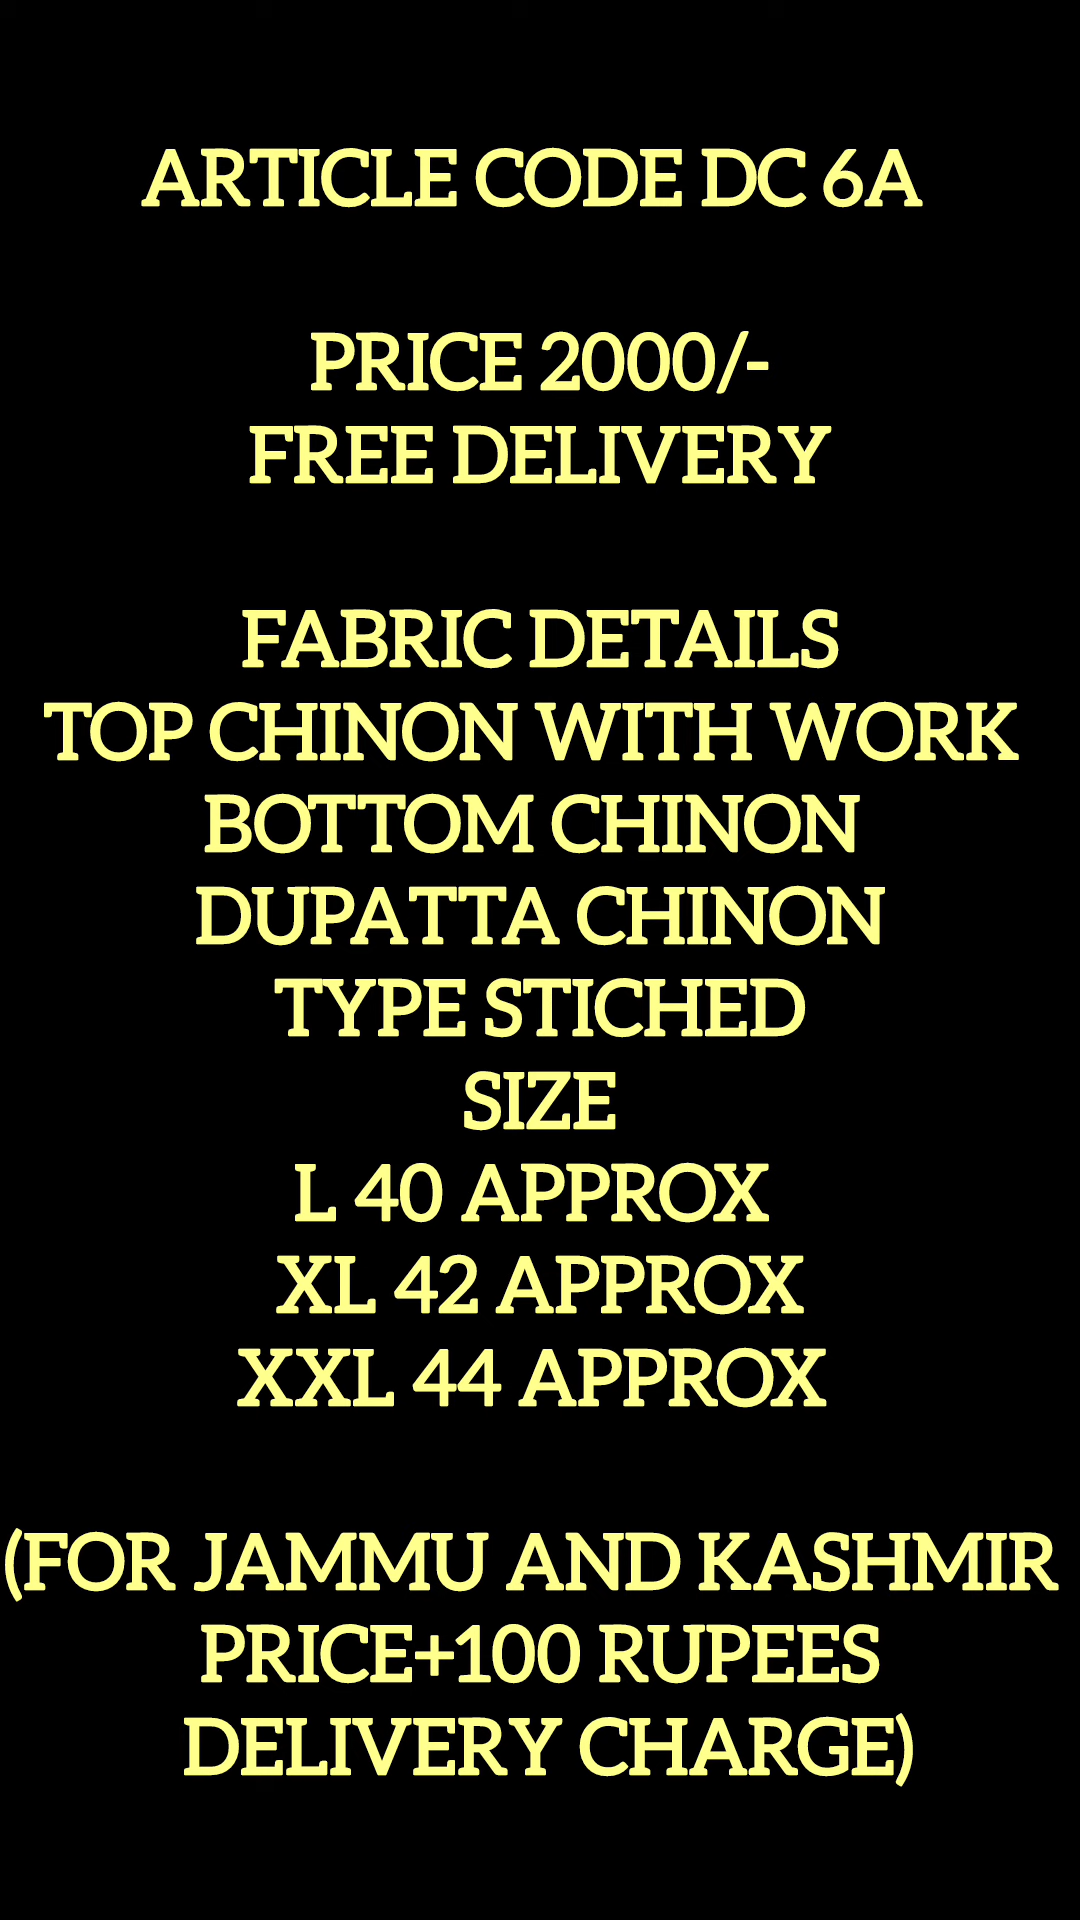 ARTICLE CODE DC 6A
PRICE 2000/-
FREE DELIVERY
FABRIC DETAILS
TOP CHINON WITH WORK
BOTTOM CHINON
DUPATTA CHINON
TYPE STICHED
SIZE
L 40 APPROX
XL 42 APPROX
XXL 44 APPROX
(FOR JAMMU AND KASHMIR
PRICE+100 RUPEES
DELIVERY CHARGE)